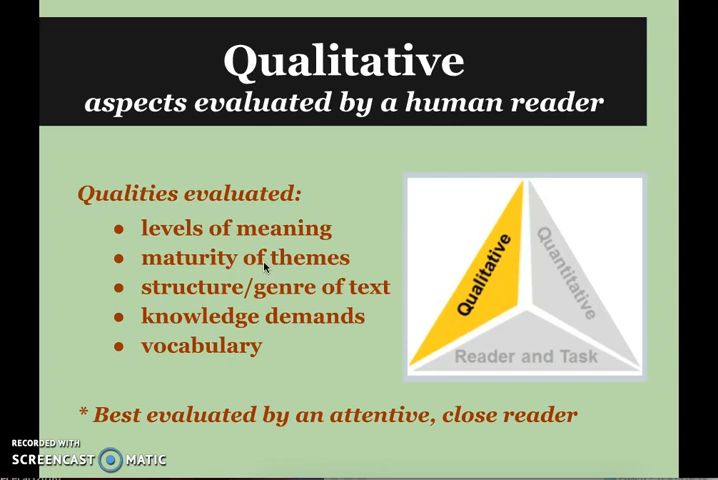 Qualitative
aspects evaluated by a human reader
Qualities evaluated:
● levels of meaning
● maturity of themes
● structure/genre of text
● knowledge demands
● vocabulary
Qualitative
Quantitative
Reader and Task
* Best evaluated by an attentive, close reader
RECORDED WITH
SCREENCAST MATIC